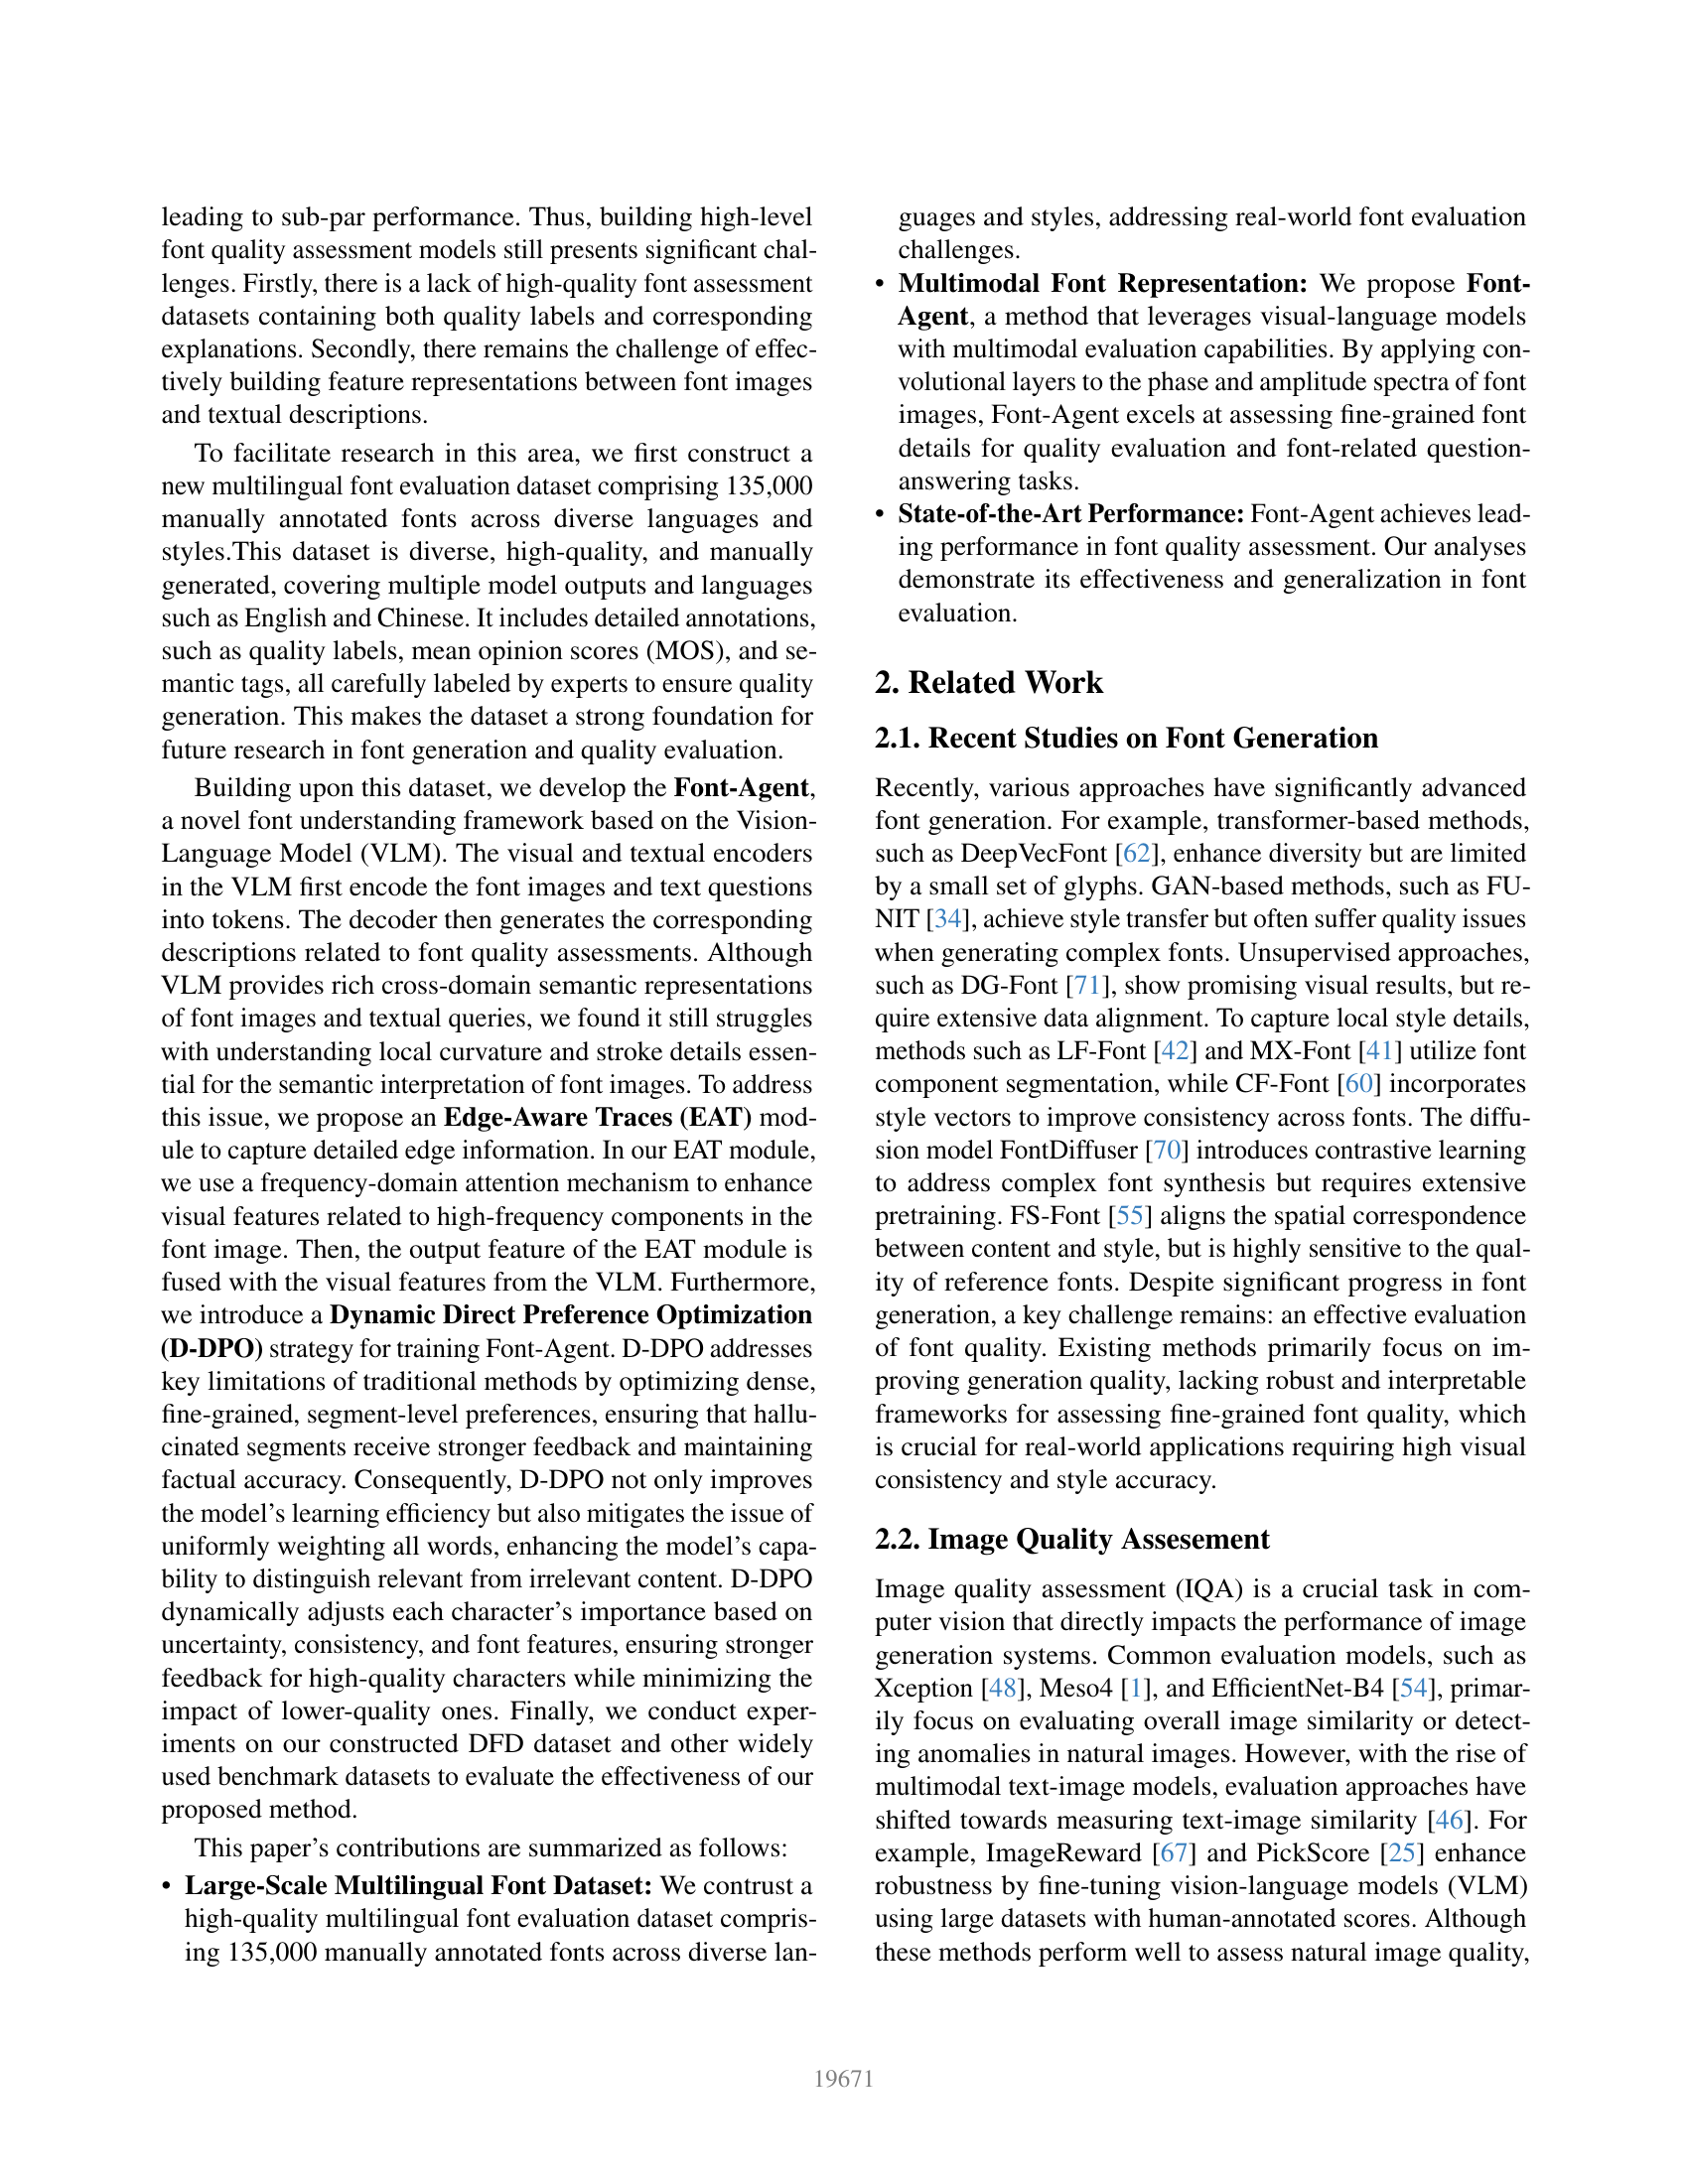 leading to sub-par performance. Thus, building high-level
font quality assessment models still presents significant chal-
lenges. Firstly, there is a lack of high-quality font assessment
datasets containing both quality labels and corresponding
explanations. Secondly, there remains the challenge of effec-
tively building feature representations between font images
and textual descriptions.
To facilitate research in this area, we first construct a
new multilingual font evaluation dataset comprising 135,000
manually annotated fonts across diverse languages and
styles.This dataset is diverse, high-quality, and manually
generated, covering multiple model outputs and languages
such as English and Chinese. It includes detailed annotations,
such as quality labels, mean opinion scores (MOS), and se-
mantic tags, all carefully labeled by experts to ensure quality
generation. This makes the dataset a strong foundation for
future research in font generation and quality evaluation.
Building upon this dataset, we develop the Font-Agent,
a novel font understanding framework based on the Vision-
Language Model (VLM). The visual and textual encoders
in the VLM first encode the font images and text questions
into tokens. The decoder then generates the corresponding
descriptions related to font quality assessments. Although
VLM provides rich cross-domain semantic representations
of font images and textual queries, we found it still struggles
with understanding local curvature and stroke details essen-
tial for the semantic interpretation of font images. To address
this issue, we propose an Edge-Aware Traces (EAT) mod-
ule to capture detailed edge information. In our EAT module,
we use a frequency-domain attention mechanism to enhance
visual features related to high-frequency components in the
font image. Then, the output feature of the EAT module is
fused with the visual features from the VLM. Furthermore,
we introduce a Dynamic Direct Preference Optimization
(D-DPO) strategy for training Font-Agent. D-DPO addresses
key limitations of traditional methods by optimizing dense,
fine-grained, segment-level preferences, ensuring that hallu-
cinated segments receive stronger feedback and maintaining
factual accuracy. Consequently, D-DPO not only improves
the model's learning efficiency but also mitigates the issue of
uniformly weighting all words, enhancing the model's capa-
bility to distinguish relevant from irrelevant content. D-DPO
dynamically adjusts each character's importance based on
uncertainty, consistency, and font features, ensuring stronger
feedback for high-quality characters while minimizing the
impact of lower-quality ones. Finally, we conduct exper-
iments on our constructed DFD dataset and other widely
used benchmark datasets to evaluate the effectiveness of our
proposed method.
This paper's contributions are summarized as follows:
• Large-Scale Multilingual Font Dataset: We contrust a
high-quality multilingual font evaluation dataset compris-
ing 135,000 manually annotated fonts across diverse lan-
guages and styles, addressing real-world font evaluation
challenges.
• Multimodal Font Representation: We propose Font-
Agent, a method that leverages visual-language models
with multimodal evaluation capabilities. By applying con-
volutional layers to the phase and amplitude spectra of font
images, Font-Agent excels at assessing fine-grained font
details for quality evaluation and font-related question-
answering tasks.
• State-of-the-Art Performance: Font-Agent achieves lead-
ing performance in font quality assessment. Our analyses
demonstrate its effectiveness and generalization in font
evaluation.
2. Related Work
2.1. Recent Studies on Font Generation
Recently, various approaches have significantly advanced
font generation. For example, transformer-based methods,
such as DeepVecFont [62], enhance diversity but are limited
by a small set of glyphs. GAN-based methods, such as FU-
NIT [34], achieve style transfer but often suffer quality issues
when generating complex fonts. Unsupervised approaches,
such as DG-Font [71], show promising visual results, but re-
quire extensive data alignment. To capture local style details,
methods such as LF-Font [42] and MX-Font [41] utilize font
component segmentation, while CF-Font [60] incorporates
style vectors to improve consistency across fonts. The diffu-
sion model FontDiffuser [70] introduces contrastive learning
to address complex font synthesis but requires extensive
pretraining. FS-Font [55] aligns the spatial correspondence
between content and style, but is highly sensitive to the qual-
ity of reference fonts. Despite significant progress in font
generation, a key challenge remains: an effective evaluation
of font quality. Existing methods primarily focus on im-
proving generation quality, lacking robust and interpretable
frameworks for assessing fine-grained font quality, which
is crucial for real-world applications requiring high visual
consistency and style accuracy.
2.2. Image Quality Assesement
Image quality assessment (IQA) is a crucial task in com-
puter vision that directly impacts the performance of image
generation systems. Common evaluation models, such as
Xception [48], Meso4 [1], and EfficientNet-B4 [54], primar-
ily focus on evaluating overall image similarity or detect-
ing anomalies in natural images. However, with the rise of
multimodal text-image models, evaluation approaches have
shifted towards measuring text-image similarity [46]. For
example, ImageReward [67] and PickScore [25] enhance
robustness by fine-tuning vision-language models (VLM)
using large datasets with human-annotated scores. Although
these methods perform well to assess natural image quality,
19671